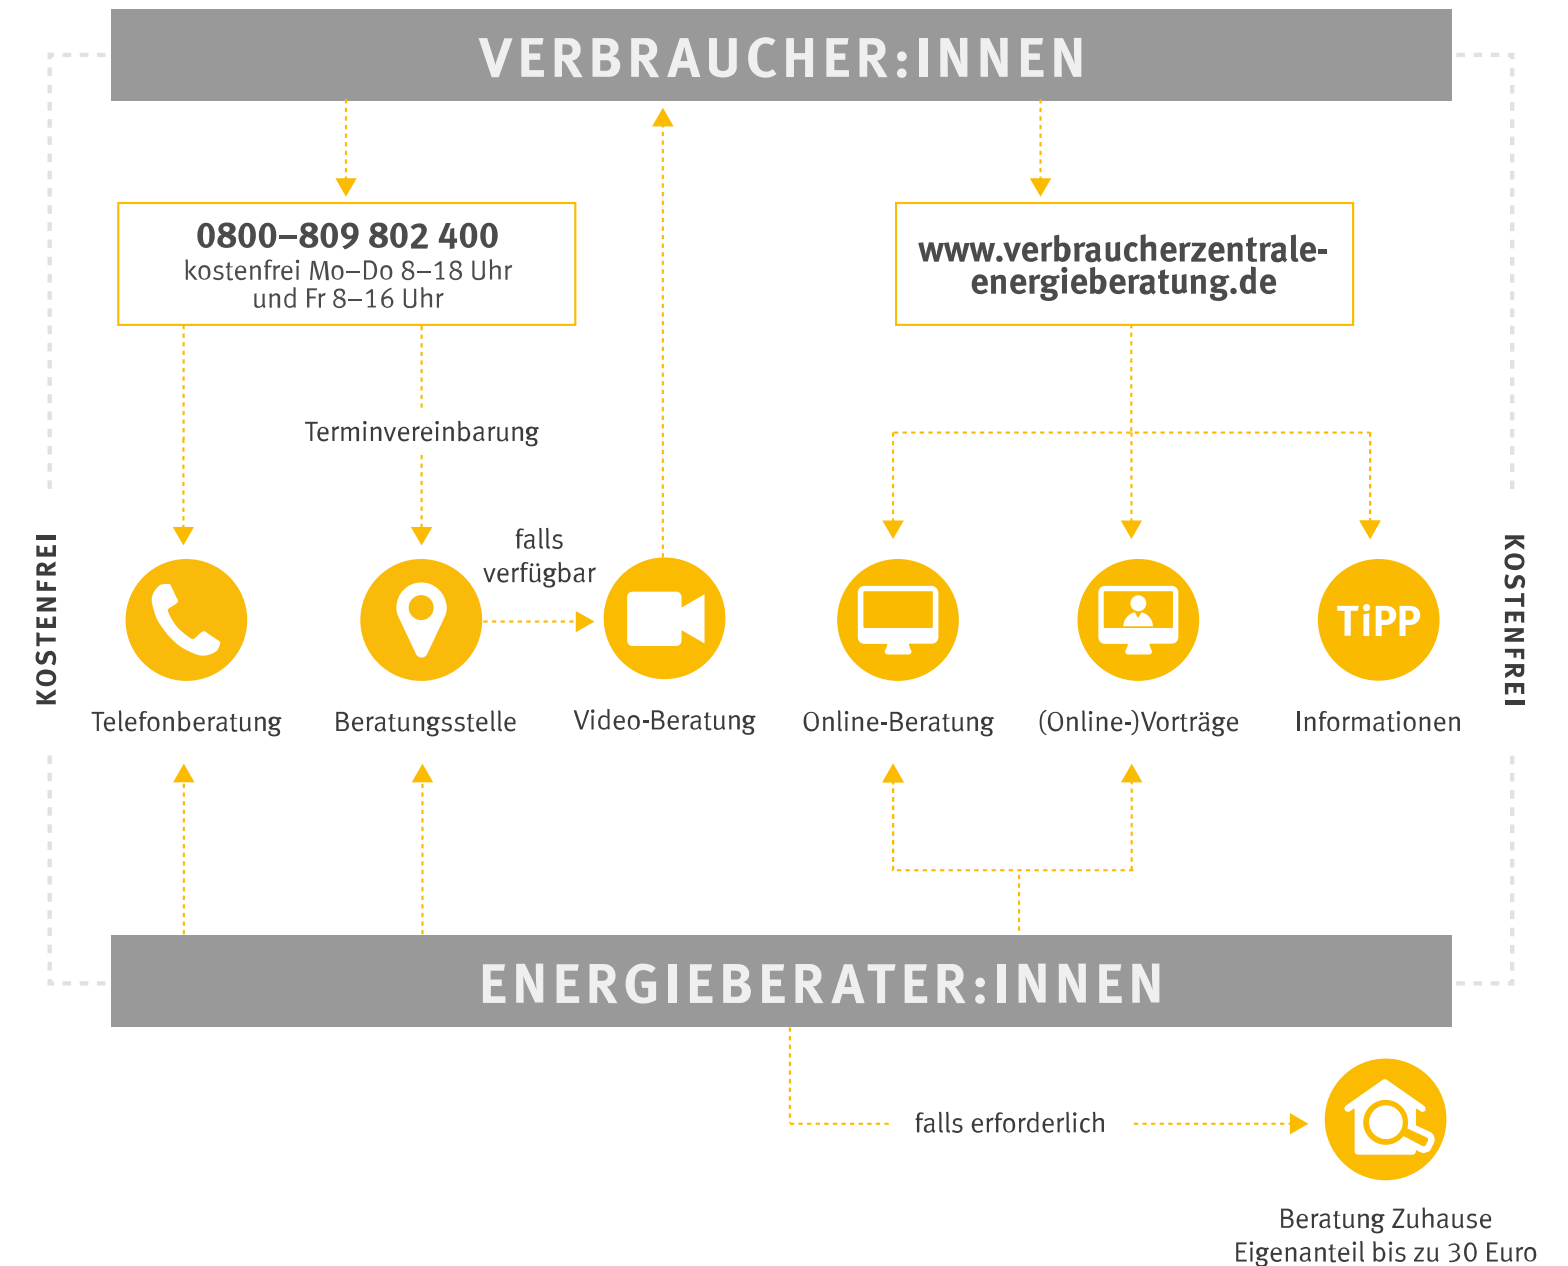 VERBRAUCHER:INNEN
0800–809 802 400
kostenfrei Mo–Do 8–18 Uhr
und Fr 8–16 Uhr
www.verbraucherzentrale-
energieberatung.de
Terminvereinbarung
falls
verfügbar
KOSTENFREI
KOSTENFREI
TiPP
Telefonberatung
Beratungsstelle
Video-Beratung
Online-Beratung
(Online-)Vorträge
Informationen
ENERGIEBERATER:INNEN
falls erforderlich
Beratung Zuhause
Eigenanteil bis zu 30 Euro